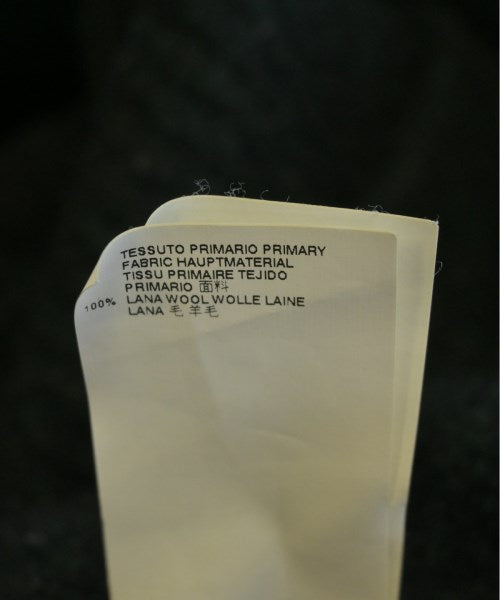 TESSUTO PRIMARIO PRIMARY
FABRIC HAUPTMATERIAL
TISSU PRIMAIRE TEJIDO
PRIMARIO 面料
100% LANA WOOL WOLLE LAINE
LANA 毛 羊毛